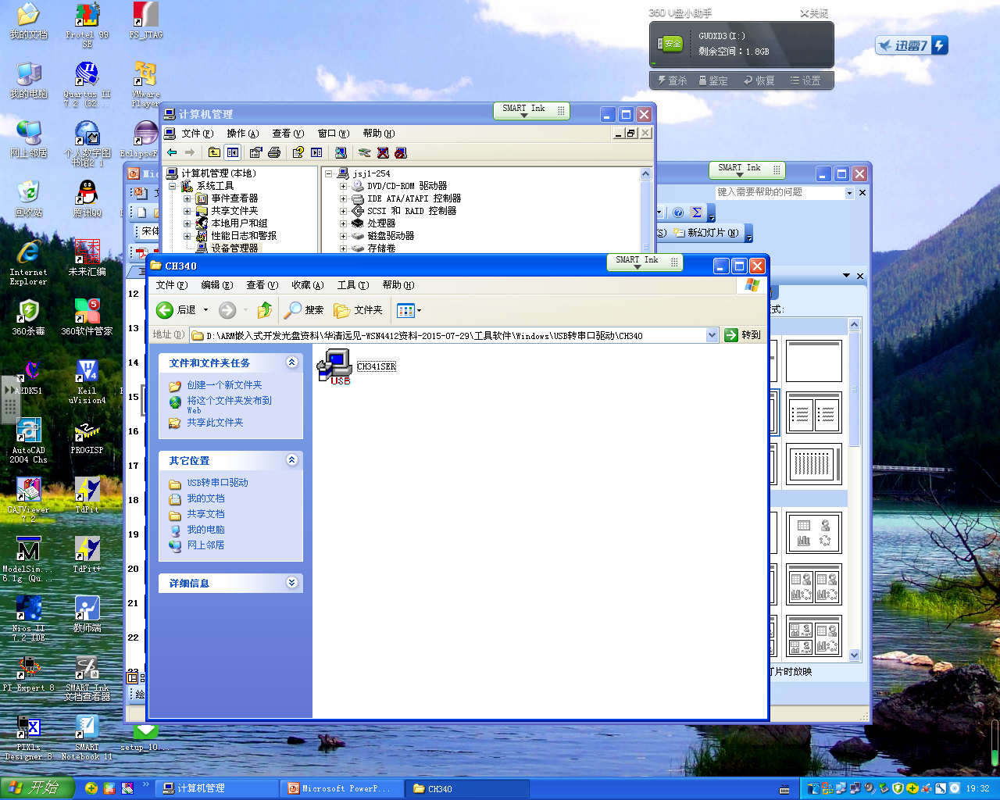 我的文档
Protel 99 SE
FS_JTAG
我的电脑
Quartus II 7.2 (32...
VMware Player
网上邻居
个人数字图书馆2.1
回收站
腾讯QQ
Internet Explorer
未来汇编
360杀毒
360软件管家
AEDK51
Keil uVision4
AutoCAD 2004 Chs
PROGISP
CAJViewer 7.2
TdPit
ModelSim... 6.1g (Qu...
TdPit+
Nios II 7.2 IDE
教师端
PI Expert 8
SMART Ink 文档查看器
PIXls Designer 8
SMART Notebook 11
setup_10...
360 U盘小助手
关闭
安全
GUOXD3(I:)
剩余空间：1.8GB
查杀 鉴定 恢复 设置
迅雷7
计算机管理
SMART Ink
文件(F) 操作(A) 查看(V) 窗口(W) 帮助(H)
计算机管理(本地)
系统工具
事件查看器
共享文件夹
本地用户和组
性能日志和警报
设备管理器
jsj1-254
DVD/CD-ROM 驱动器
IDE ATA/ATAPI 控制器
SCSI 和 RAID 控制器
处理器
磁盘驱动器
存储卷
SMART Ink
键入需要帮助的问题
宋体
新幻灯片(N)
12
13
14
15
16
17
18
19
20
21
22
23
灯片时放映
CH340
SMART Ink
文件(F) 编辑(E) 查看(V) 收藏(A) 工具(T) 帮助(H)
后退 搜索 文件夹
地址(D) D:\ARM嵌入式开发光盘资料\华清远见-WSN4412资料-2015-07-29\工具软件\Windows\USB转串口驱动\CH340 转到
文件和文件夹任务
创建一个新文件夹
将这个文件夹发布到 Web
共享此文件夹
其它位置
USB转串口驱动
我的文档
共享文档
我的电脑
网上邻居
详细信息
USB
CH341SER
开始
计算机管理
Microsoft PowerP...
CH340
19:32